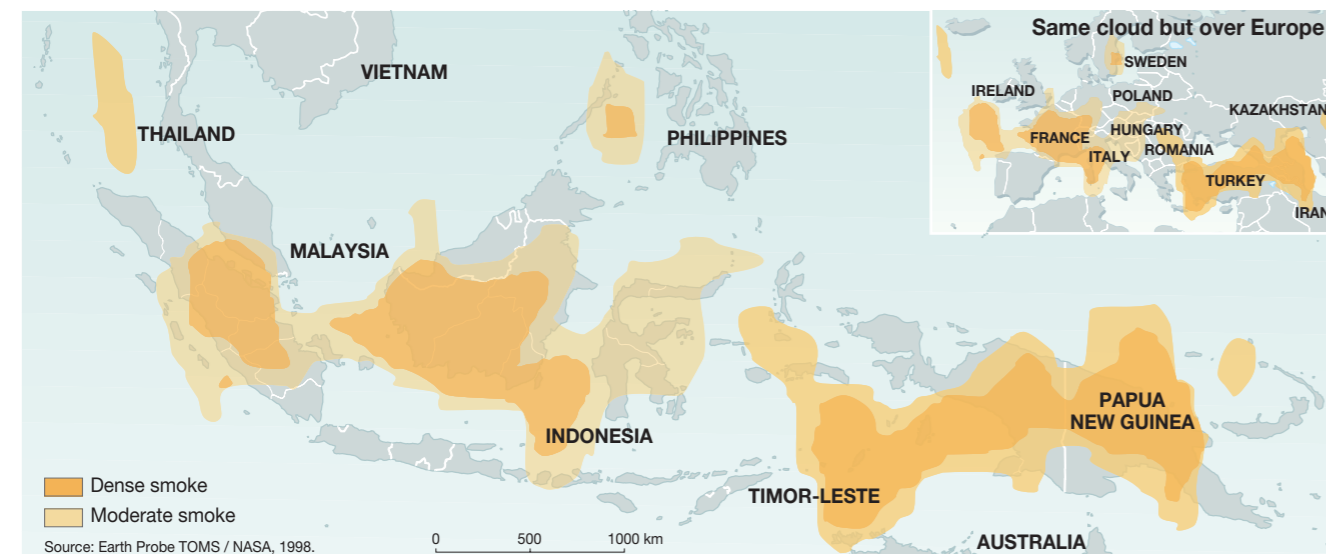 Same cloud but over Europe
SWEDEN
IRELAND
POLAND
KAZAKHSTAN
FRANCE
HUNGARY
ITALY
ROMANIA
TURKEY
IRAN
VIETNAM
THAILAND
PHILIPPINES
MALAYSIA
INDONESIA
PAPUA
NEW GUINEA
TIMOR-LESTE
AUSTRALIA
Dense smoke
Moderate smoke
Source: Earth Probe TOMS / NASA, 1998.
0 500 1000 km